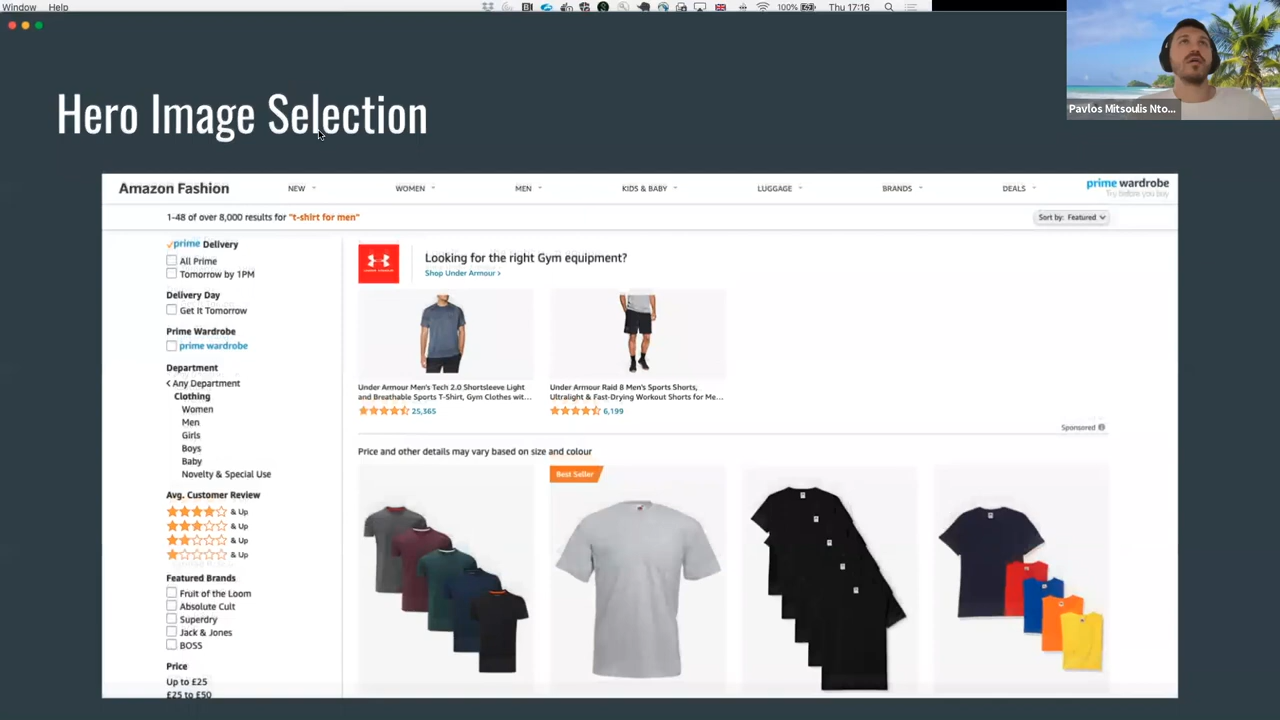 Window Help
100% Thu 17:16
Pavlos Mitsoulis Nto...
Hero Image Selection
Amazon Fashion NEW WOMEN MEN KIDS & BABY LUGGAGE BRANDS DEALS prime wardrobe
Try before you buy
1-48 of over 8,000 results for "t-shirt for men" Sort by: Featured
prime Delivery
All Prime
Tomorrow by 1PM
Delivery Day
Get It Tomorrow
Prime Wardrobe
prime wardrobe
Department
Any Department
Clothing
Women
Men
Girls
Boys
Baby
Novelty & Special Use
Avg. Customer Review
& Up
& Up
& Up
& Up
Featured Brands
Fruit of the Loom
Absolute Cult
Superdry
Jack & Jones
BOSS
Price
Up to £25
£25 to £50
UNDER ARMOUR
Looking for the right Gym equipment?
Shop Under Armour ›
Under Armour Men's Tech 2.0 Shortsleeve Light
and Breathable Sports T-Shirt, Gym Clothes wit...
25,365
Under Armour Raid 8 Men's Sports Shorts,
Ultralight & Fast-Drying Workout Shorts for Me...
6,199
Sponsored
Price and other details may vary based on size and colour
Best Seller